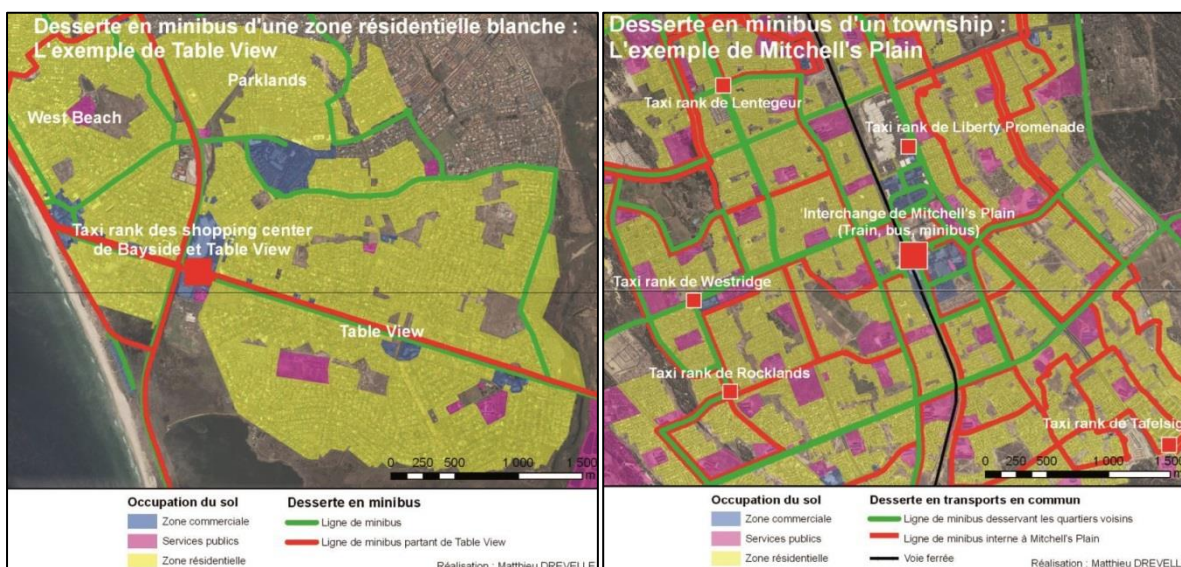 Desserte en minibus d'une zone résidentielle blanche :
L'exemple de Table View
Parklands
West Beach
Taxi rank des shopping center
de Bayside et Table View
Table View
0 250 500 1 000 1 500
m
Occupation du sol
Zone commerciale
Services publics
Zone résidentielle
Desserte en minibus
Ligne de minibus
Ligne de minibus partant de Table View
Réalisation : Matthieu DREVELLE
Desserte en minibus d'un township :
L'exemple de Mitchell's Plain
Taxi rank de Lentegeur
Taxi rank de Liberty Promenade
Interchange de Mitchell's Plain
(Train, bus, minibus)
Taxi rank de Westridge
Taxi rank de Rocklands
Taxi rank de Tafelsig
0 250 500 1 000 1 500
m
Occupation du sol
Zone commerciale
Services publics
Zone résidentielle
Desserte en transports en commun
Ligne de minibus desservant les quartiers voisins
Ligne de minibus interne à Mitchell's Plain
Voie ferrée
Réalisation : Matthieu DREVELL